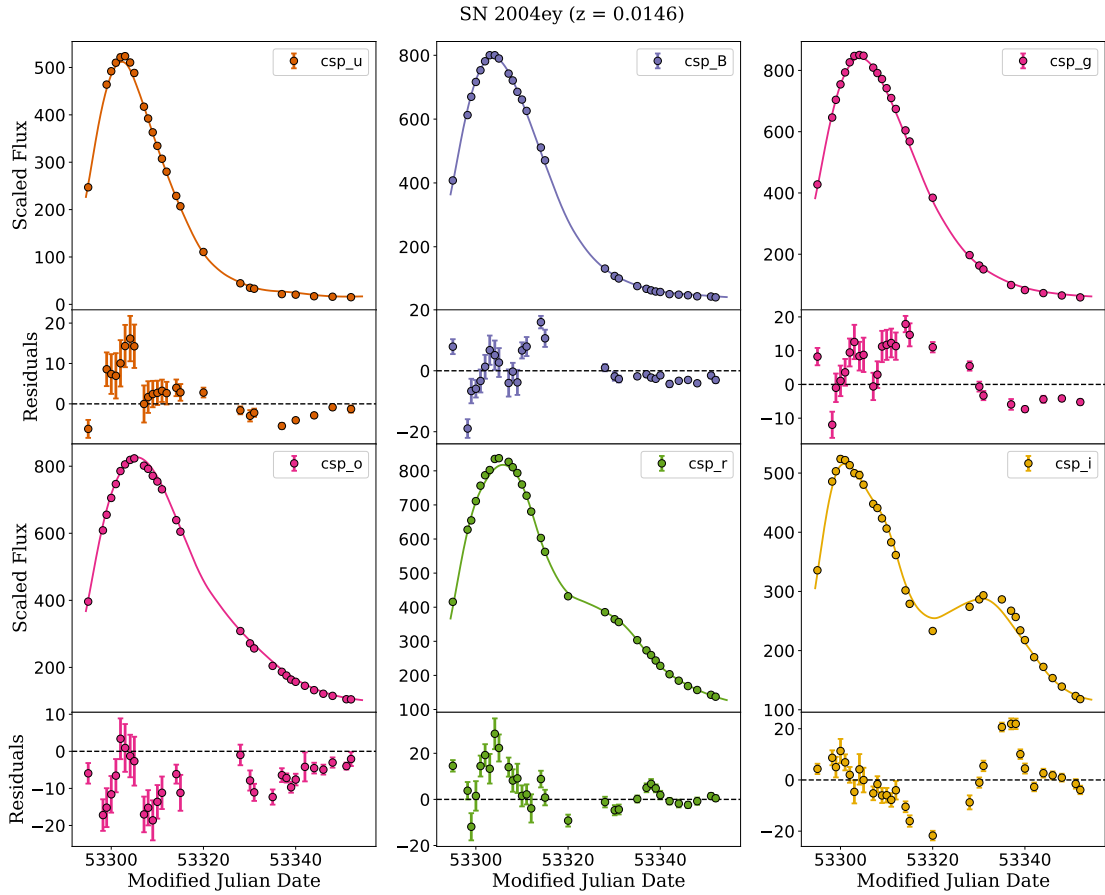 SN 2004ey (z = 0.0146)
csp_u
csp_B
csp_g
Scaled Flux
500
400
300
200
100
0
800
600
400
200
800
600
400
200
Residuals
20
10
0
20
0
−20
10
0
−10
csp_o
csp_r
csp_i
Scaled Flux
800
600
400
200
800
700
600
500
400
300
200
100
500
400
300
200
100
Residuals
10
0
−10
−20
20
0
−20
20
0
−20
53300 53320 53340
53300 53320 53340
53300 53320 53340
Modified Julian Date
Modified Julian Date
Modified Julian Date